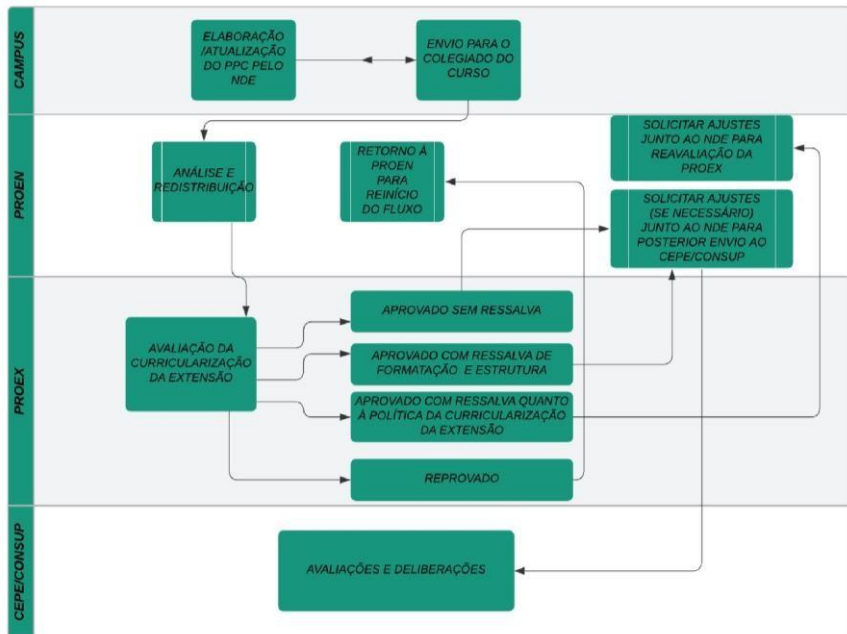 CAMPUS
ELABORAÇÃO
/ATUALIZAÇÃO
DO PPC PELO
NDE
ENVIO PARA O
COLEGIADO DO
CURSO
PROEN
ANÁLISE E
REDISTRIBUIÇÃO
RETORNO À
PROEN
PARA
REINÍCIO
DO FLUXO
SOLICITAR AJUSTES
JUNTO AO NDE PARA
REAVALIAÇÃO DA
PROEX
SOLICITAR AJUSTES
(SE NECESSÁRIO)
JUNTO AO NDE PARA
POSTERIOR ENVIO AO
CEPE/CONSUP
PROEX
AVALIAÇÃO DA
CURRICULARIZAÇÃO
DA EXTENSÃO
APROVADO SEM RESSALVA
APROVADO COM RESSALVA DE
FORMATAÇÃO E ESTRUTURA
APROVADO COM RESSALVA QUANTO
À POLÍTICA DA CURRICULARIZAÇÃO
DA EXTENSÃO
REPROVADO
CEPE/CONSUP
AVALIAÇÕES E DELIBERAÇÕES